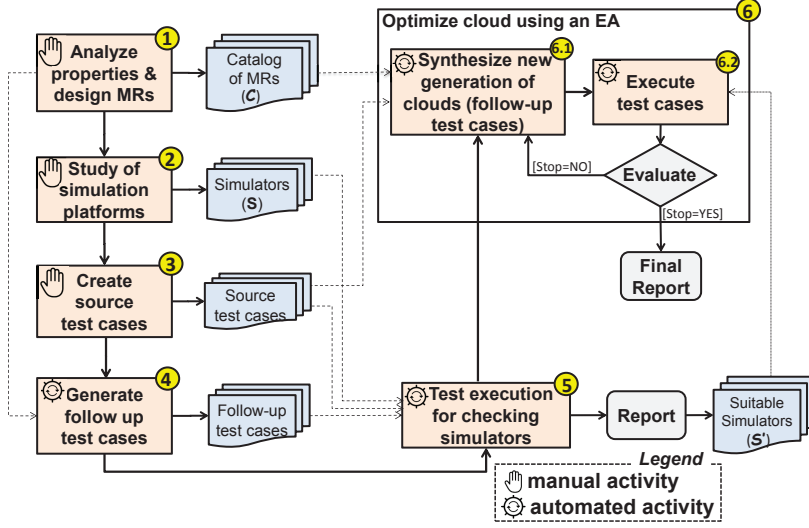 1
Analyze
properties &
design MRs
Catalog
of MRs
(C)
2
Study of
simulation
platforms
Simulators
(S)
3
Create
source
test cases
Source
test cases
4
Generate
follow up
test cases
Follow-up
test cases
Optimize cloud using an EA
6
6.1
Synthesize new
generation of
clouds (follow-up
test cases)
6.2
Execute
test cases
[Stop=NO]
Evaluate
[Stop=YES]
Final
Report
5
Test execution
for checking
simulators
Report
Suitable
Simulators
(S')
Legend
manual activity
automated activity